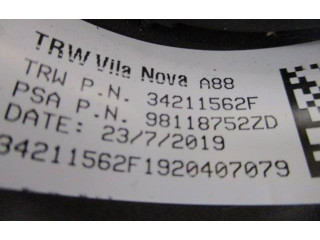 TRW Vila Nova A88
TRW P.N. 34211562F
PSA P.N. 98118752ZD
DATE: 23/7/2019
34211562F1920407079